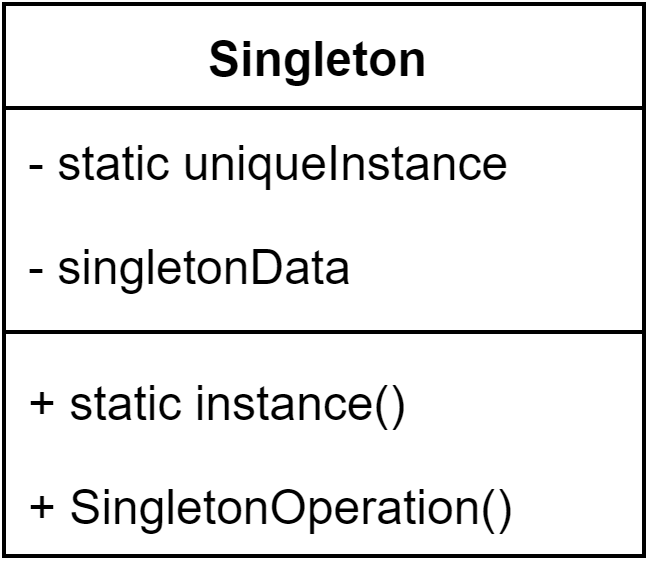 Singleton
- static uniqueInstance
- singletonData
+ static instance()
+ SingletonOperation()